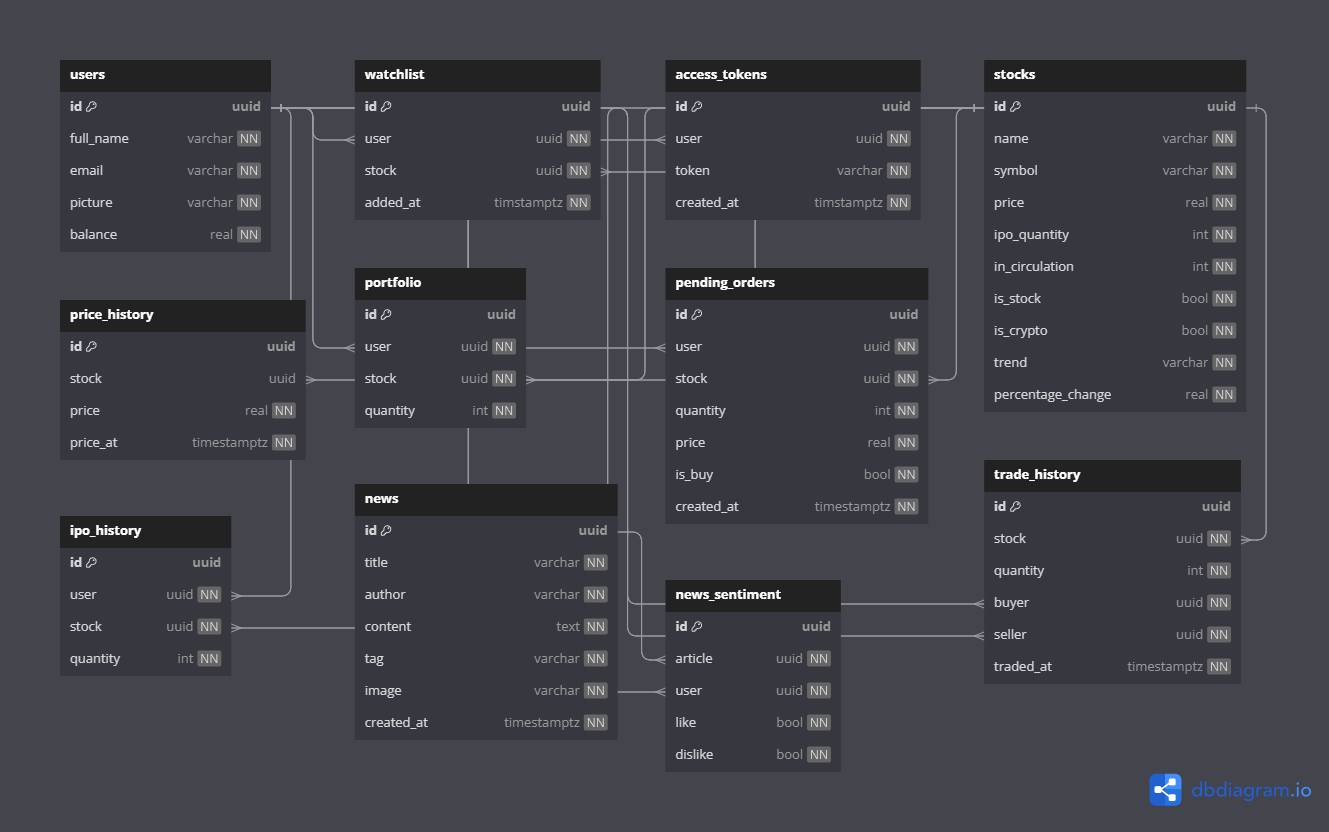 users
id uuid
full_name varchar NN
email varchar NN
picture varchar NN
balance real NN
watchlist
id uuid
user uuid NN
stock uuid NN
added_at timstamptz NN
access_tokens
id uuid
user uuid NN
token varchar NN
created_at timstamptz NN
stocks
id uuid
name varchar NN
symbol varchar NN
price real NN
ipo_quantity int NN
in_circulation int NN
is_stock bool NN
is_crypto bool NN
trend varchar NN
percentage_change real NN
price_history
id uuid
stock uuid
price real NN
price_at timestamptz NN
portfolio
id uuid
user uuid NN
stock uuid NN
quantity int NN
pending_orders
id uuid
user uuid NN
stock uuid NN
quantity int NN
price real NN
is_buy bool NN
created_at timestamptz NN
ipo_history
id uuid
user uuid NN
stock uuid NN
quantity int NN
news
id uuid
title varchar NN
author varchar NN
content text NN
tag varchar NN
image varchar NN
created_at timestamptz NN
news_sentiment
id uuid
article uuid NN
user uuid NN
like bool NN
dislike bool NN
trade_history
id uuid
stock uuid NN
quantity int NN
buyer uuid NN
seller uuid NN
traded_at timestamptz NN
dbdiagram.io